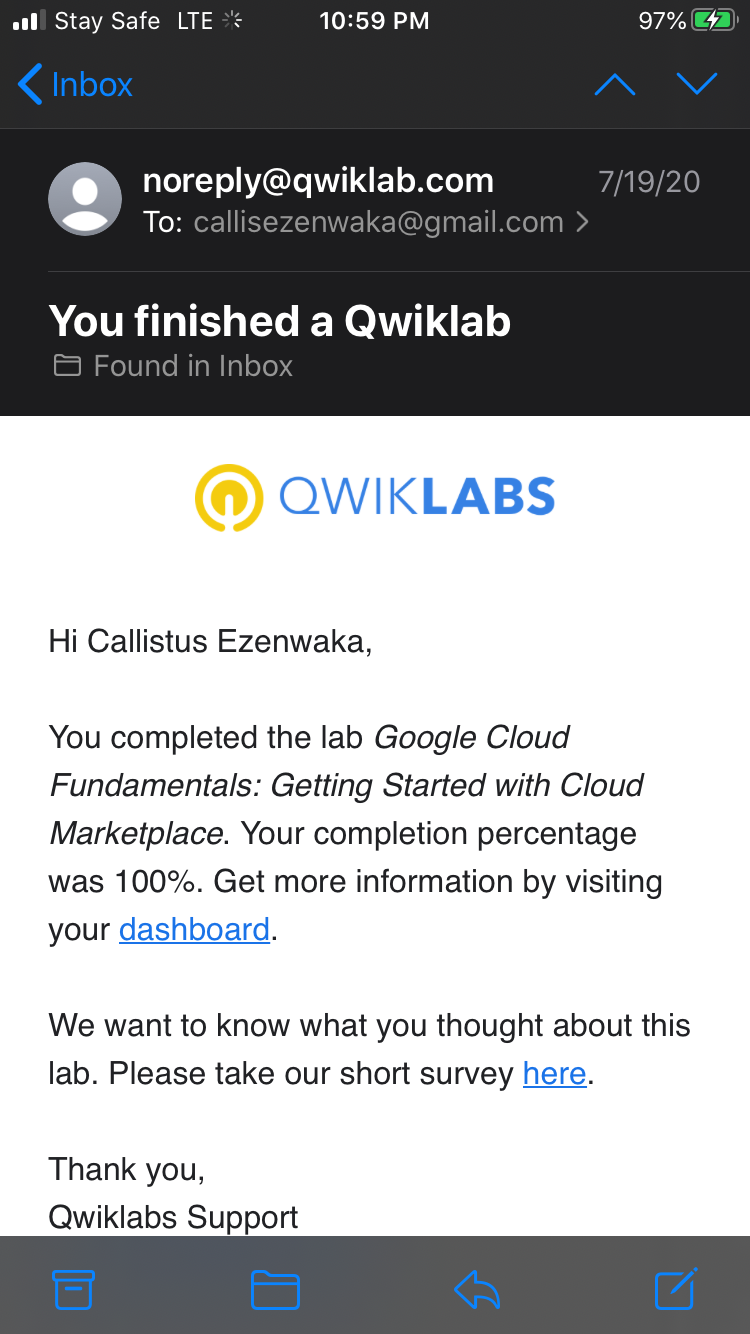 Stay Safe LTE 10:59 PM 97%
Inbox
noreply@qwiklab.com 7/19/20
To: callisezenwaka@gmail.com
You finished a Qwiklab
Found in Inbox
QWIKLABS
Hi Callistus Ezenwaka,
You completed the lab Google Cloud
Fundamentals: Getting Started with Cloud
Marketplace. Your completion percentage
was 100%. Get more information by visiting
your dashboard.
We want to know what you thought about this
lab. Please take our short survey here.
Thank you,
Qwiklabs Support